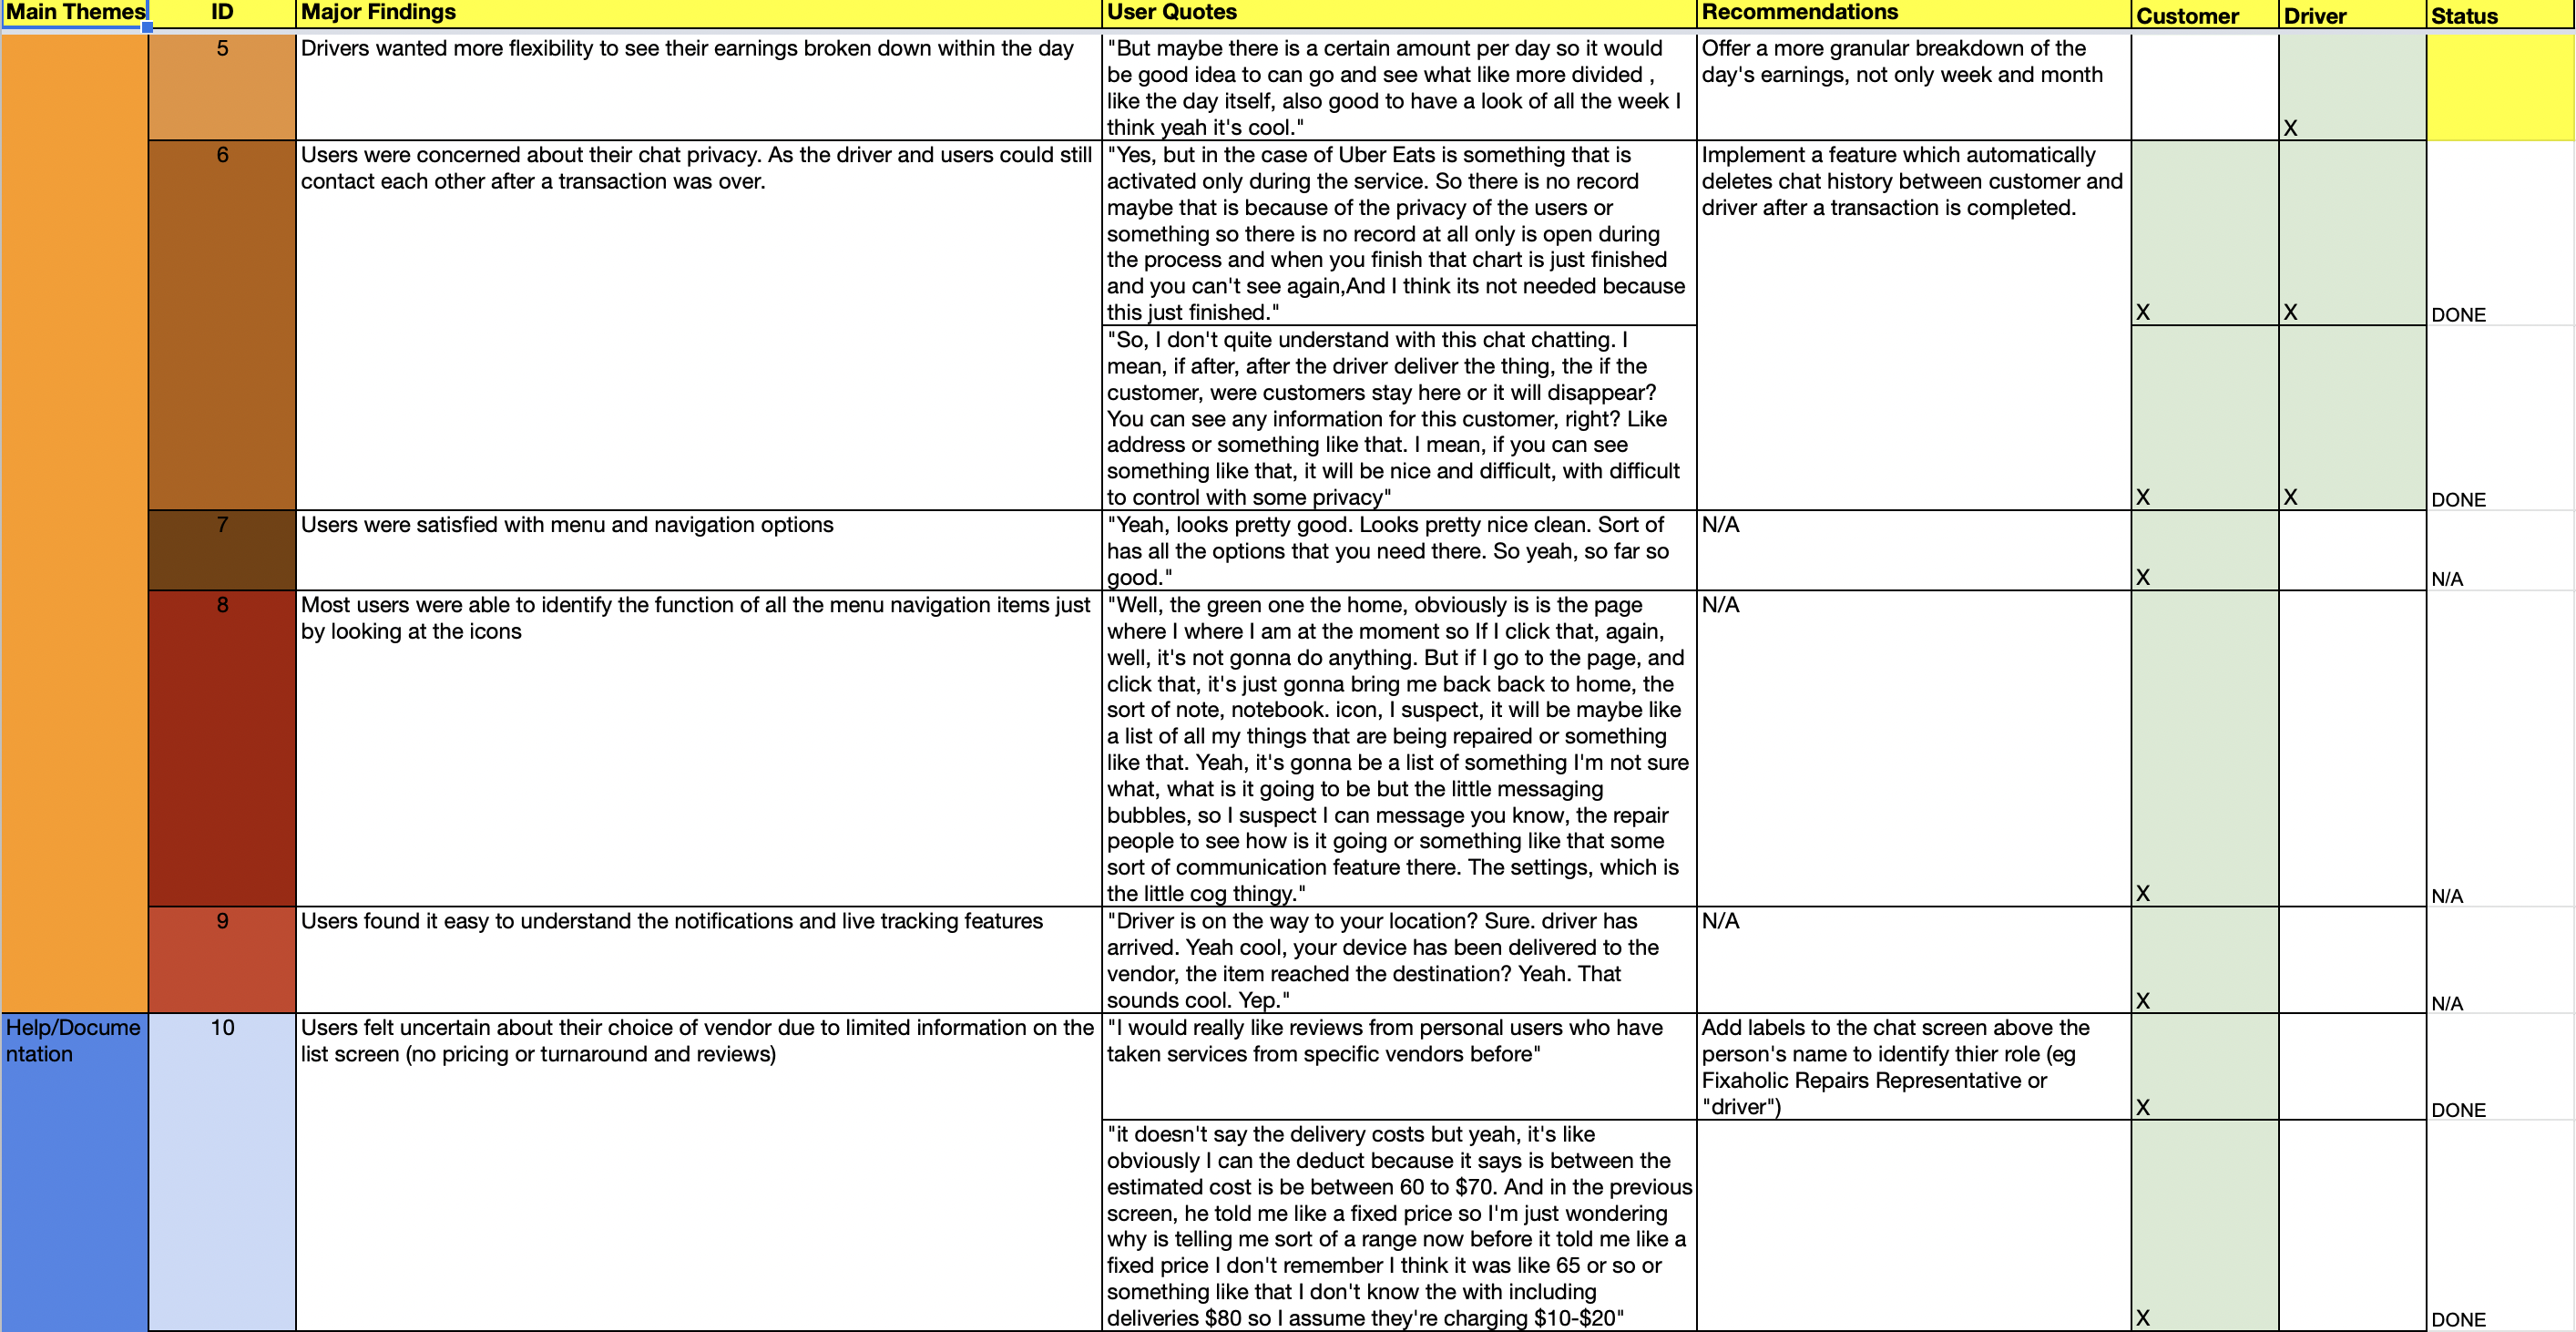 Main Themes
ID
Major Findings
User Quotes
Recommendations
Customer
Driver
Status
5
Drivers wanted more flexibility to see their earnings broken down within the day
"But maybe there is a certain amount per day so it would
be good idea to can go and see what like more divided ,
like the day itself, also good to have a look of all the week I
think yeah it's cool."
Offer a more granular breakdown of the
day's earnings, not only week and month
X
6
Users were concerned about their chat privacy. As the driver and users could still
contact each other after a transaction was over.
"Yes, but in the case of Uber Eats is something that is
activated only during the service. So there is no record
maybe that is because of the privacy of the users or
something so there is no record at all only is open during
the process and when you finish that chart is just finished
and you can't see again,And I think its not needed because
this just finished."
Implement a feature which automatically
deletes chat history between customer and
driver after a transaction is completed.
X
X
DONE
"So, I don't quite understand with this chat chatting. I
mean, if after, after the driver deliver the thing, the if the
customer, were customers stay here or it will disappear?
You can see any information for this customer, right? Like
address or something like that. I mean, if you can see
something like that, it will be nice and difficult, with difficult
to control with some privacy"
X
X
DONE
7
Users were satisfied with menu and navigation options
"Yeah, looks pretty good. Looks pretty nice clean. Sort of
has all the options that you need there. So yeah, so far so
good."
N/A
X
N/A
8
Most users were able to identify the function of all the menu navigation items just
by looking at the icons
"Well, the green one the home, obviously is is the page
where I where I am at the moment so If I click that, again,
well, it's not gonna do anything. But if I go to the page, and
click that, it's just gonna bring me back back to home, the
sort of note, notebook. icon, I suspect, it will be maybe like
a list of all my things that are being repaired or something
like that. Yeah, it's gonna be a list of something I'm not sure
what, what is it going to be but the little messaging
bubbles, so I suspect I can message you know, the repair
people to see how is it going or something like that some
sort of communication feature there. The settings, which is
the little cog thingy."
N/A
X
N/A
9
Users found it easy to understand the notifications and live tracking features
"Driver is on the way to your location? Sure. driver has
arrived. Yeah cool, your device has been delivered to the
vendor, the item reached the destination? Yeah. That
sounds cool. Yep."
N/A
X
N/A
Help/Docume
ntation
10
Users felt uncertain about their choice of vendor due to limited information on the
list screen (no pricing or turnaround and reviews)
"I would really like reviews from personal users who have
taken services from specific vendors before"
Add labels to the chat screen above the
person's name to identify thier role (eg
Fixaholic Repairs Representative or
"driver")
X
DONE
"it doesn't say the delivery costs but yeah, it's like
obviously I can the deduct because it says is between the
estimated cost is be between 60 to $70. And in the previous
screen, he told me like a fixed price so I'm just wondering
why is telling me sort of a range now before it told me like a
fixed price I don't remember I think it was like 65 or so or
something like that I don't know the with including
deliveries $80 so I assume they're charging $10-$20"
X
DONE